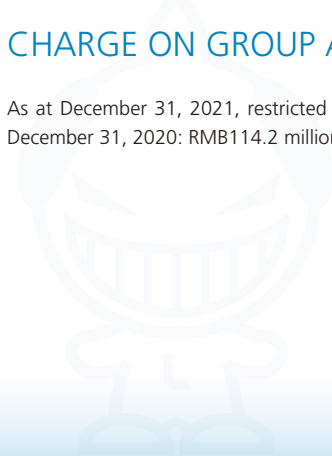 CHARGE ON GROUP
As at December 31, 2021, restricted
December 31, 2020: RMB114.2 million